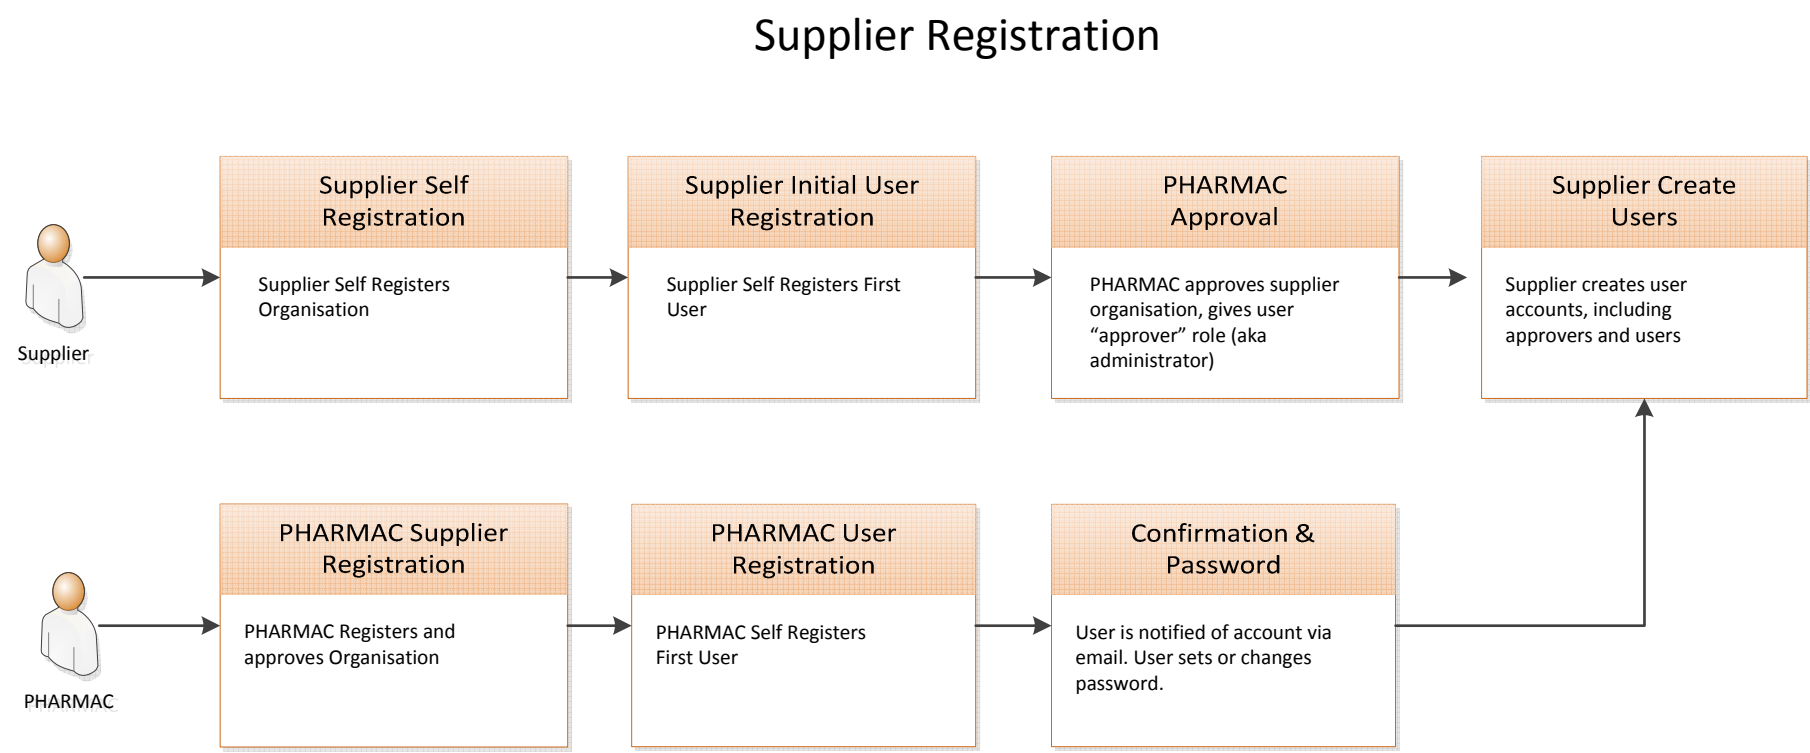 Supplier Registration
Supplier
Supplier Self
Registration
Supplier Self Registers
Organisation
Supplier Initial User
Registration
Supplier Self Registers First
User
PHARMAC
Approval
PHARMAC approves supplier
organisation, gives user
“approver” role (aka
administrator)
Supplier Create
Users
Supplier creates user
accounts, including
approvers and users
PHARMAC
PHARMAC Supplier
Registration
PHARMAC Registers and
approves Organisation
PHARMAC User
Registration
PHARMAC Self Registers
First User
Confirmation &
Password
User is notified of account via
email. User sets or changes
password.